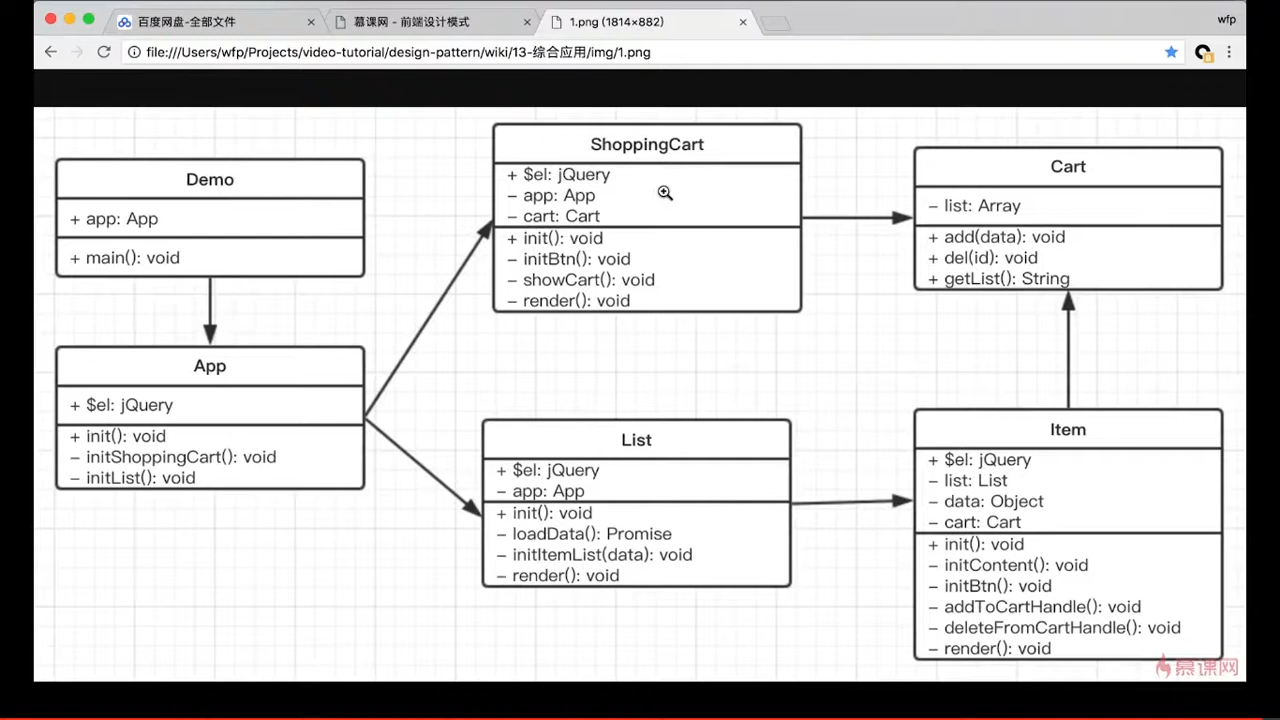 百度网盘-全部文件
慕课网 - 前端设计模式
1.png (1814×882)
wfp
file:///Users/wfp/Projects/video-tutorial/design-pattern/wiki/13-综合应用/img/1.png
Demo
+ app: App
+ main(): void
App
+ $el: jQuery
+ init(): void
– initShoppingCart(): void
– initList(): void
ShoppingCart
+ $el: jQuery
– app: App
– cart: Cart
+ init(): void
– initBtn(): void
– showCart(): void
– render(): void
List
+ $el: jQuery
– app: App
+ init(): void
– loadData(): Promise
– initItemList(data): void
– render(): void
Cart
– list: Array
+ add(data): void
+ del(id): void
+ getList(): String
Item
+ $el: jQuery
– list: List
– data: Object
– cart: Cart
+ init(): void
– initContent(): void
– initBtn(): void
– addToCartHandle(): void
– deleteFromCartHandle(): void
– render(): void
慕课网